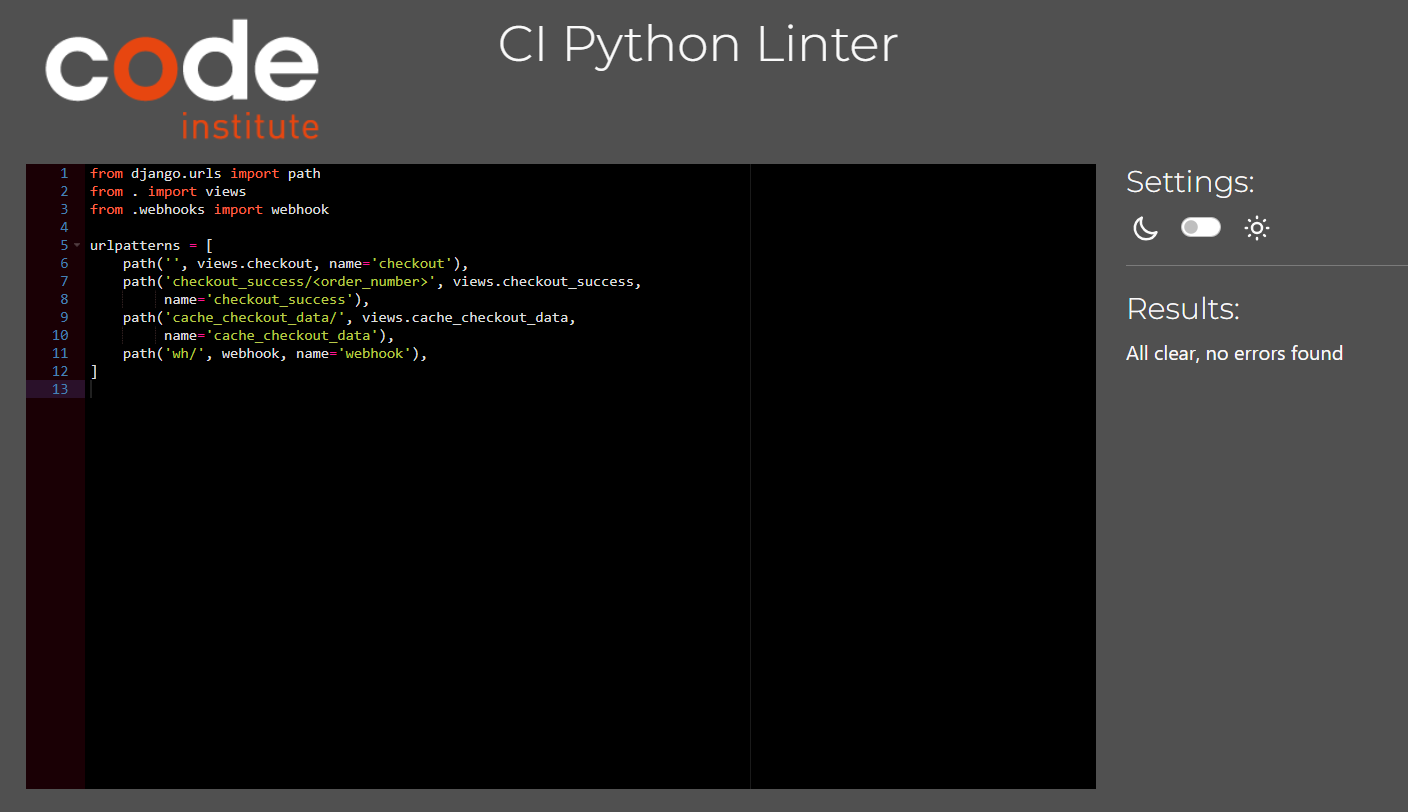 code
institute
CI Python Linter
1 from django.urls import path
2 from . import views
3 from .webhooks import webhook
4
5 urlpatterns = [
6     path('', views.checkout, name='checkout'),
7     path('checkout_success/<order_number>', views.checkout_success,
8          name='checkout_success'),
9     path('cache_checkout_data/', views.cache_checkout_data,
10          name='cache_checkout_data'),
11     path('wh/', webhook, name='webhook'),
12 ]
13
Settings:
Results:
All clear, no errors found